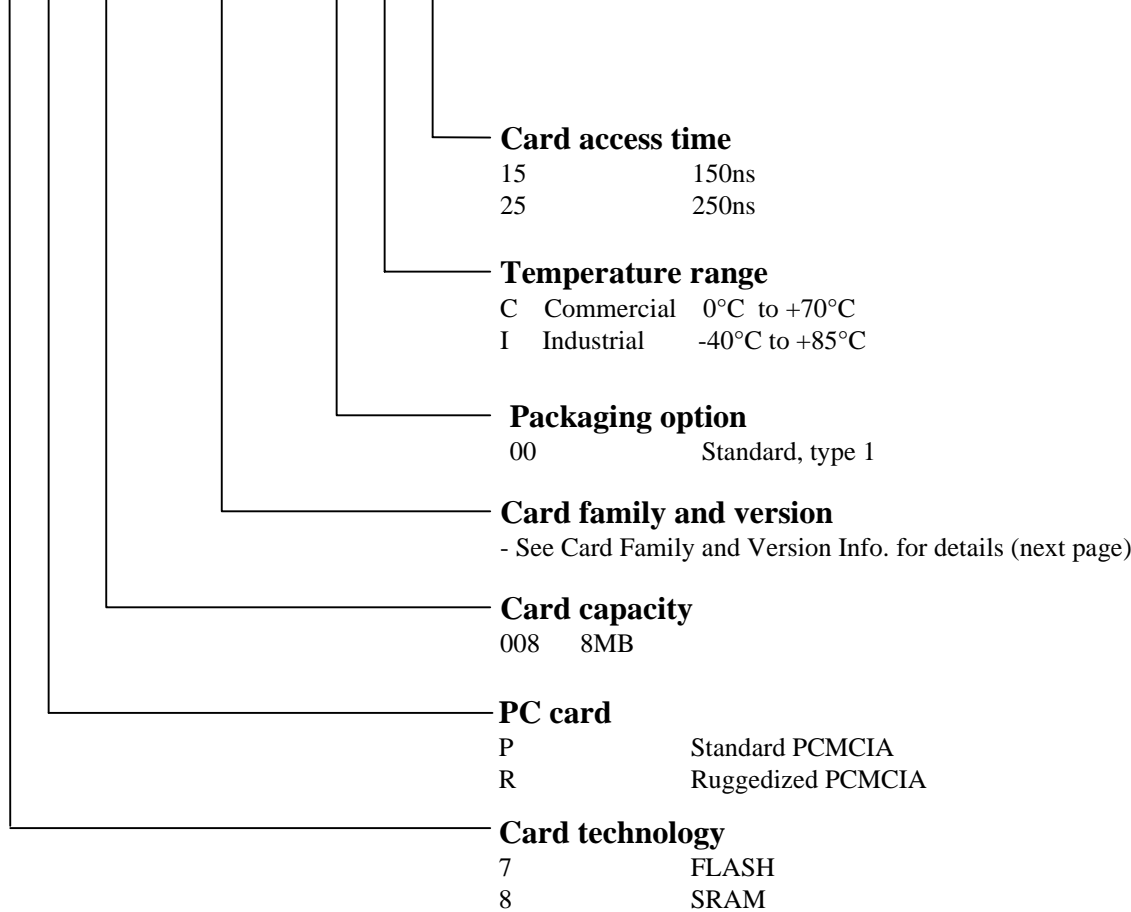 Card access time
15 150ns
25 250ns
Temperature range
C Commercial 0°C to +70°C
I Industrial -40°C to +85°C
Packaging option
00 Standard, type 1
Card family and version
- See Card Family and Version Info. for details (next page)
Card capacity
008 8MB
PC card
P Standard PCMCIA
R Ruggedized PCMCIA
Card technology
7 FLASH
8 SRAM